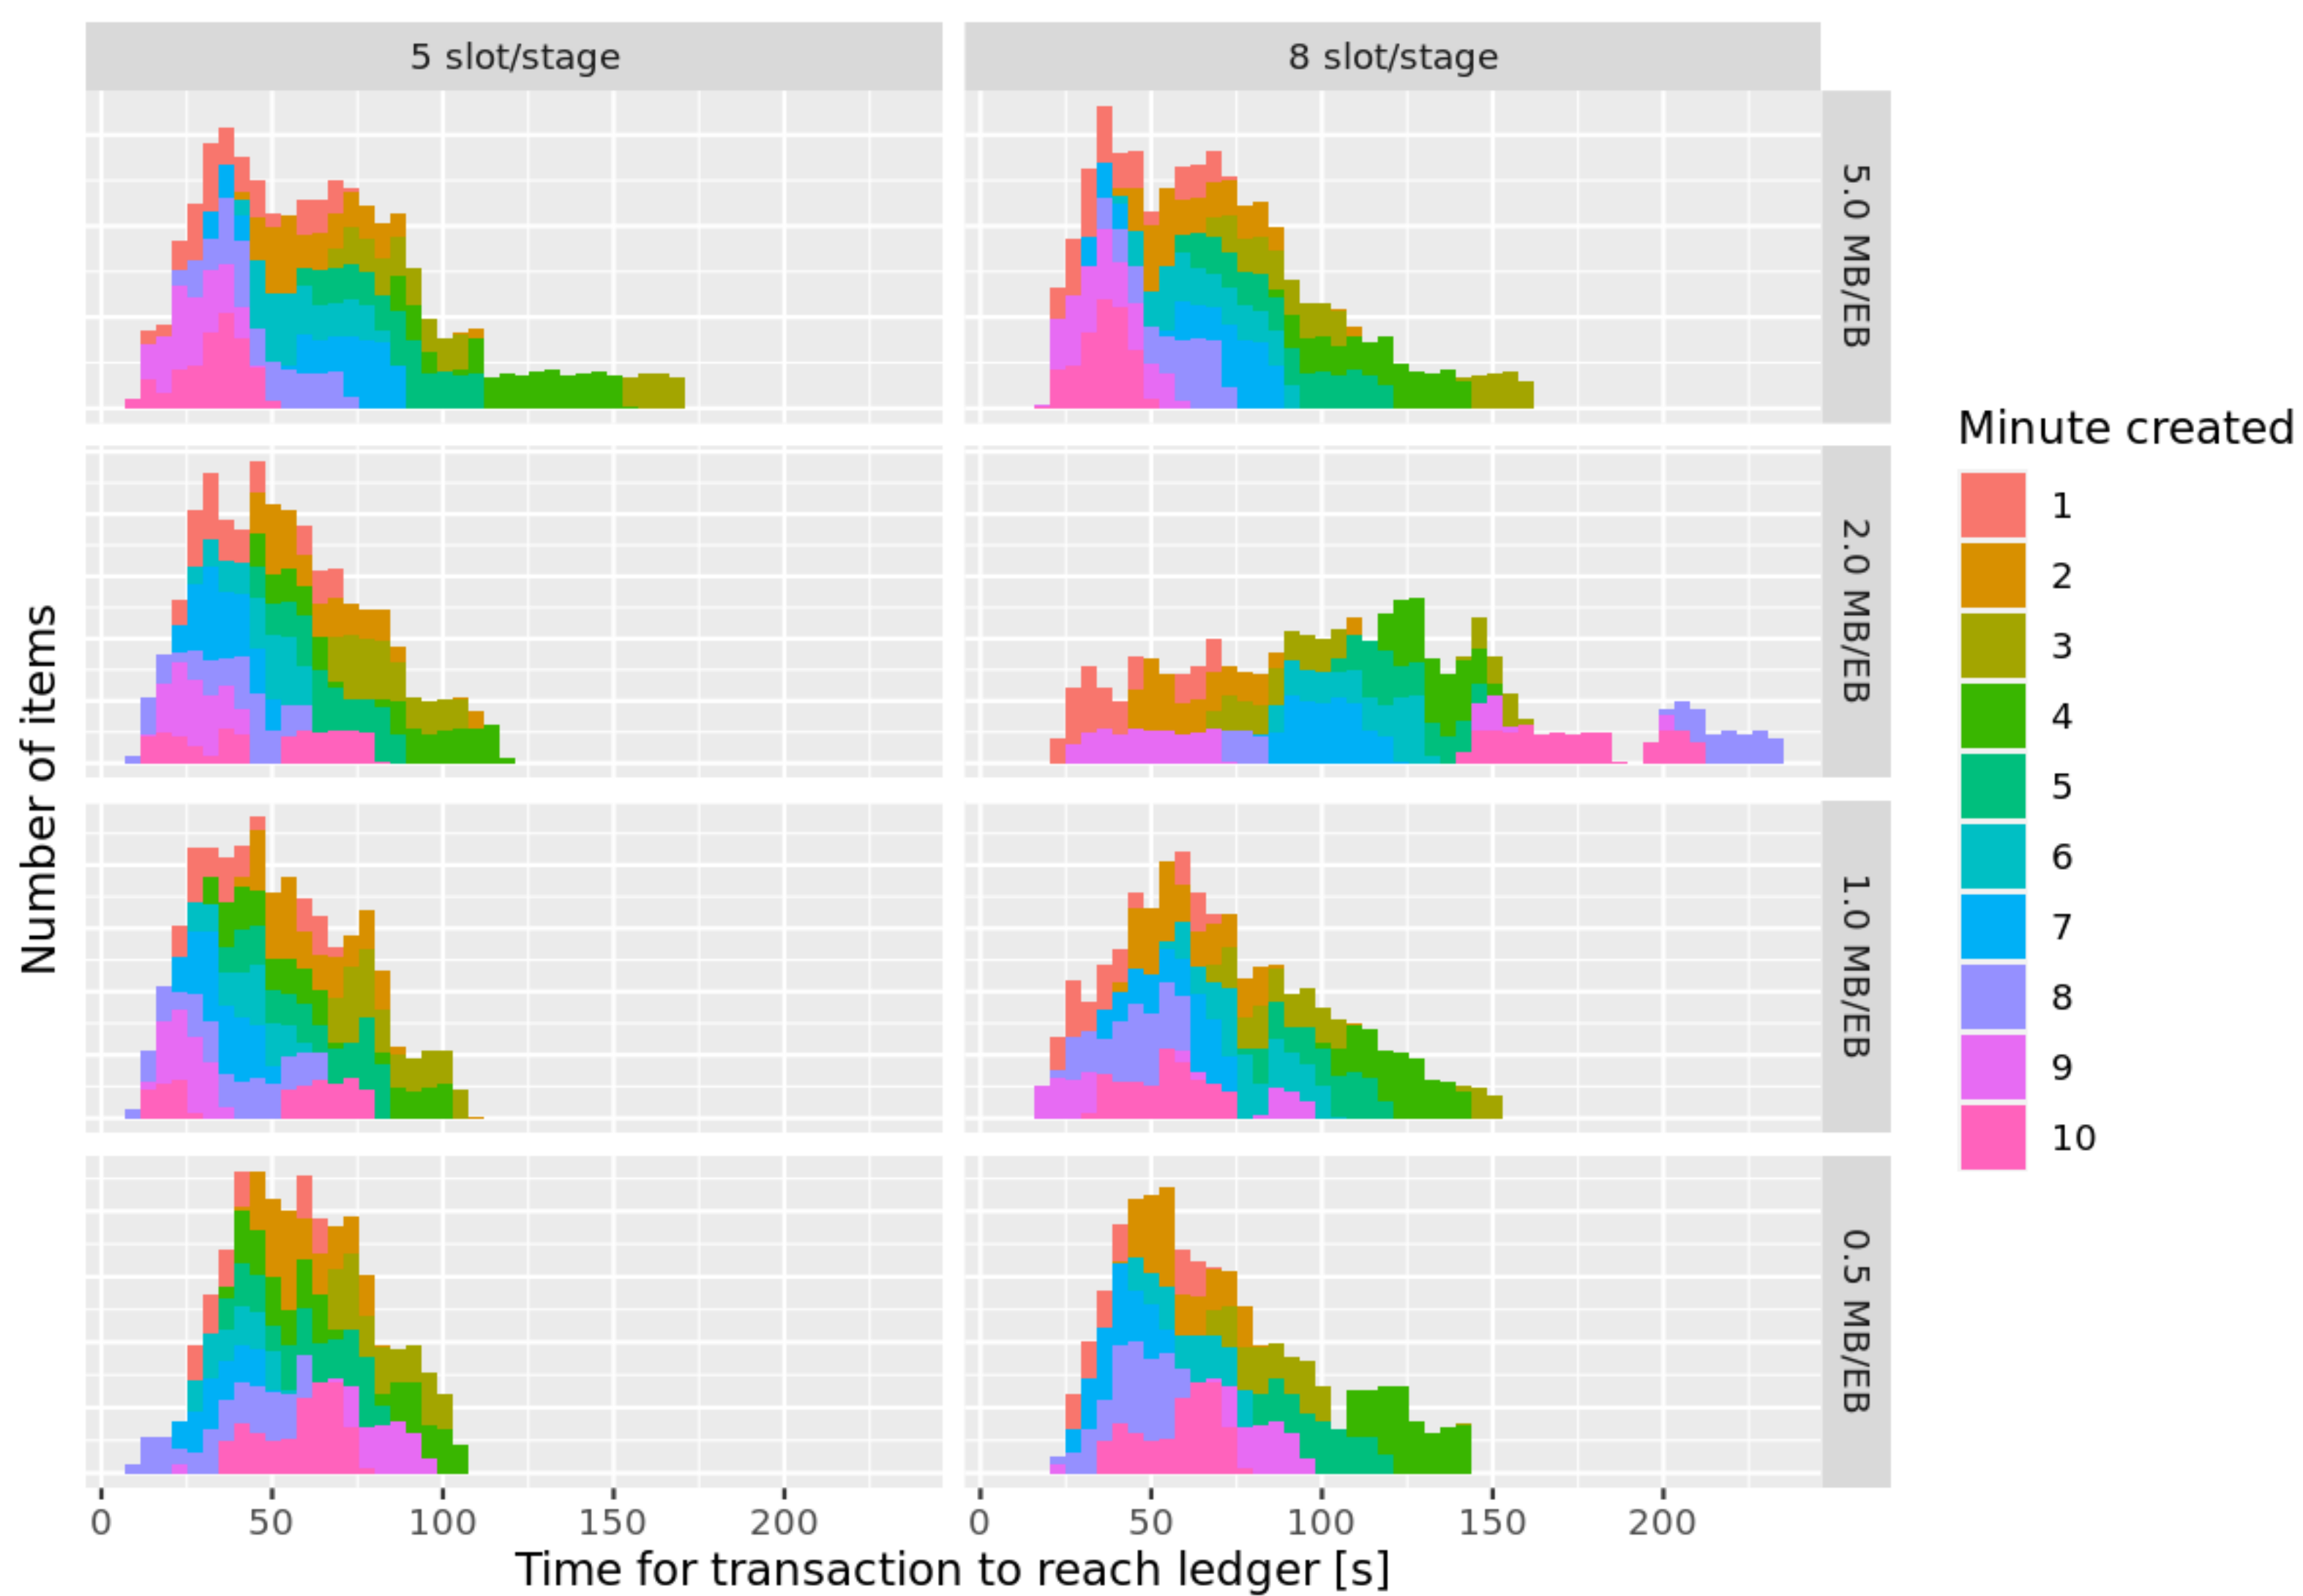 5 slot/stage
8 slot/stage
5.0 MB/EB
2.0 MB/EB
1.0 MB/EB
0.5 MB/EB
Number of items
0 50 100 150 200
0 50 100 150 200
Time for transaction to reach ledger [s]
Minute created
1
2
3
4
5
6
7
8
9
10